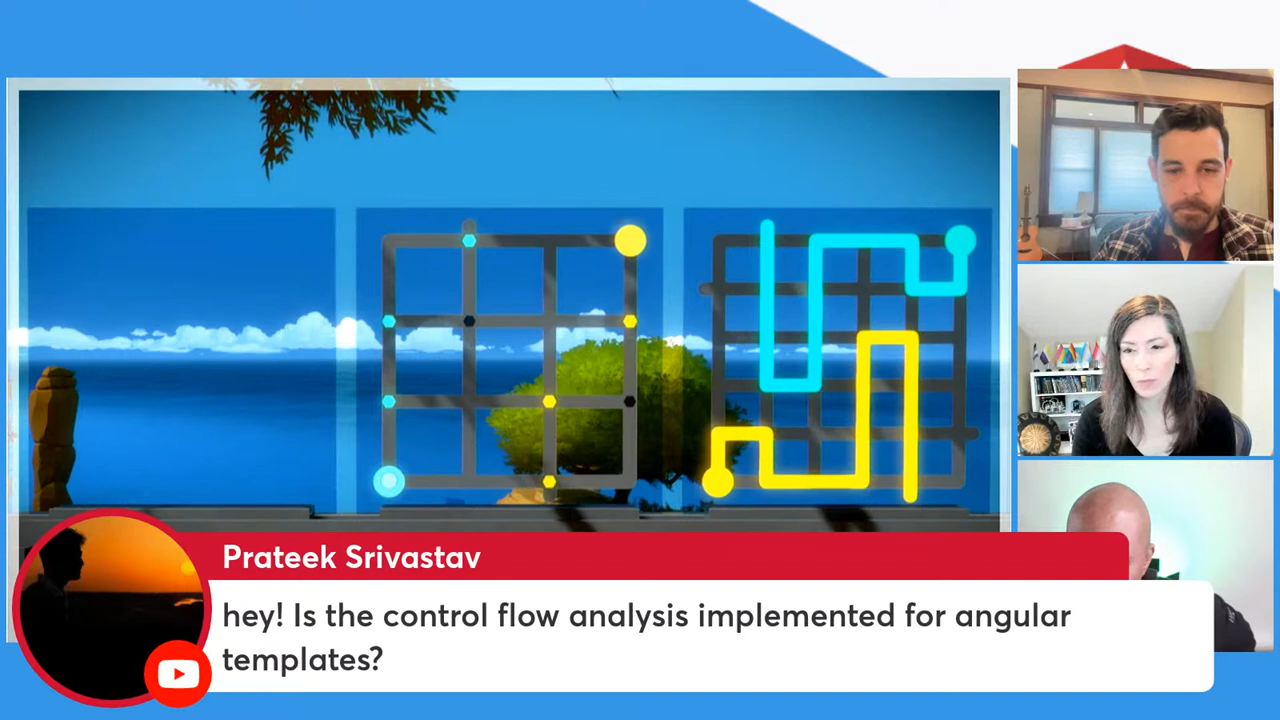 Prateek Srivastav
hey! Is the control flow analysis implemented for angular
templates?